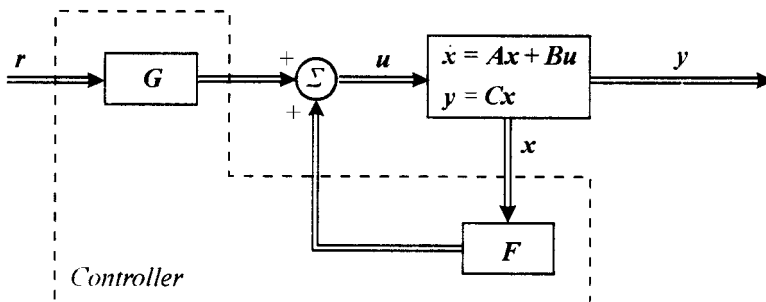 r
G
+
Σ
+
u
ẋ = Ax + Bu
y = Cx
y
x
F
Controller